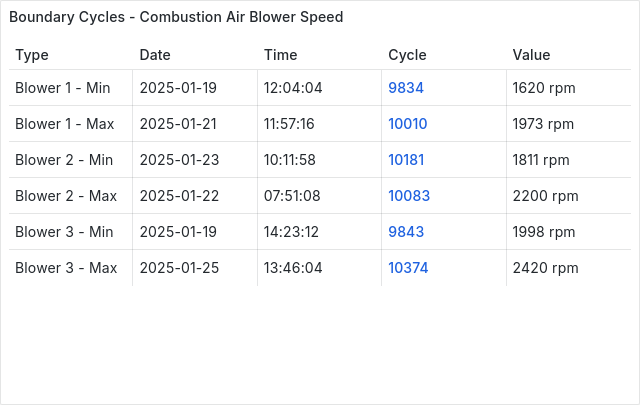 Boundary Cycles - Combustion Air Blower Speed
Type Date Time Cycle Value
Blower 1 - Min 2025-01-19 12:04:04 9834 1620 rpm
Blower 1 - Max 2025-01-21 11:57:16 10010 1973 rpm
Blower 2 - Min 2025-01-23 10:11:58 10181 1811 rpm
Blower 2 - Max 2025-01-22 07:51:08 10083 2200 rpm
Blower 3 - Min 2025-01-19 14:23:12 9843 1998 rpm
Blower 3 - Max 2025-01-25 13:46:04 10374 2420 rpm